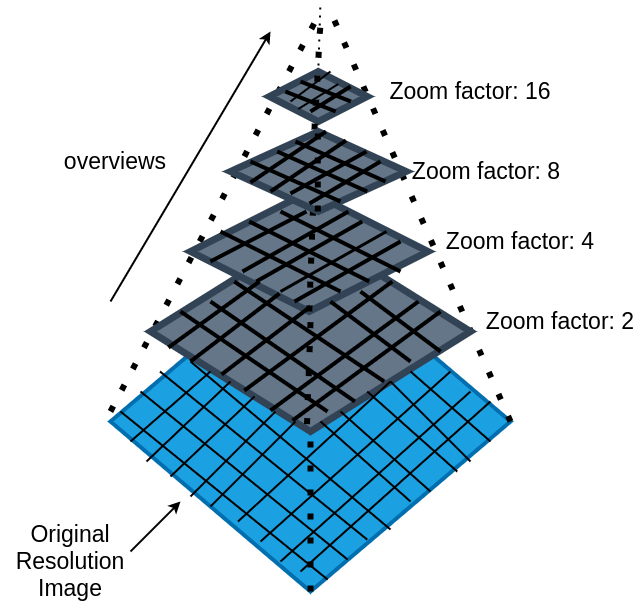 Zoom factor: 16
overviews
Zoom factor: 8
Zoom factor: 4
Zoom factor: 2
Original
Resolution
Image